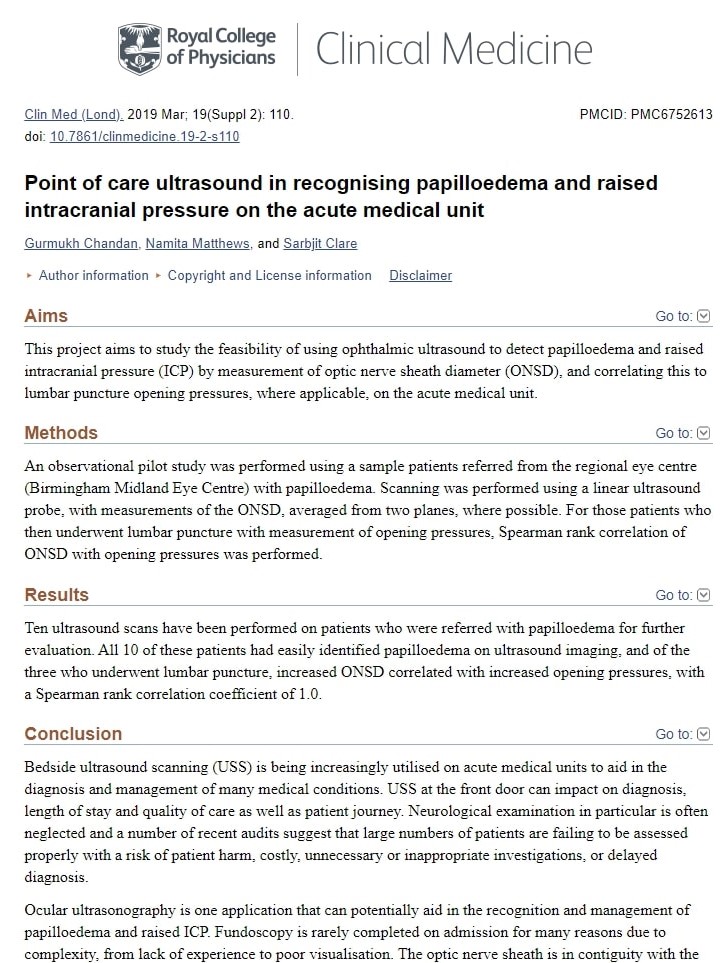 Royal College
of Physicians
Clinical Medicine
Clin Med (Lond). 2019 Mar; 19(Suppl 2): 110.
PMCID: PMC6752613
doi: 10.7861/clinmedicine.19-2-s110
Point of care ultrasound in recognising papilloedema and raised
intracranial pressure on the acute medical unit
Gurmukh Chandan, Namita Matthews, and Sarbjit Clare
Author information Copyright and License information Disclaimer
Aims
Go to:
This project aims to study the feasibility of using ophthalmic ultrasound to detect papilloedema and raised
intracranial pressure (ICP) by measurement of optic nerve sheath diameter (ONSD), and correlating this to
lumbar puncture opening pressures, where applicable, on the acute medical unit.
Methods
Go to:
An observational pilot study was performed using a sample patients referred from the regional eye centre
(Birmingham Midland Eye Centre) with papilloedema. Scanning was performed using a linear ultrasound
probe, with measurements of the ONSD, averaged from two planes, where possible. For those patients who
then underwent lumbar puncture with measurement of opening pressures, Spearman rank correlation of
ONSD with opening pressures was performed.
Results
Go to:
Ten ultrasound scans have been performed on patients who were referred with papilloedema for further
evaluation. All 10 of these patients had easily identified papilloedema on ultrasound imaging, and of the
three who underwent lumbar puncture, increased ONSD correlated with increased opening pressures, with
a Spearman rank correlation coefficient of 1.0.
Conclusion
Go to:
Bedside ultrasound scanning (USS) is being increasingly utilised on acute medical units to aid in the
diagnosis and management of many medical conditions. USS at the front door can impact on diagnosis,
length of stay and quality of care as well as patient journey. Neurological examination in particular is often
neglected and a number of recent audits suggest that large numbers of patients are failing to be assessed
properly with a risk of patient harm, costly, unnecessary or inappropriate investigations, or delayed
diagnosis.
Ocular ultrasonography is one application that can potentially aid in the recognition and management of
papilloedema and raised ICP. Fundoscopy is rarely completed on admission for many reasons due to
complexity, from lack of experience to poor visualisation. The optic nerve sheath is in contiguity with the